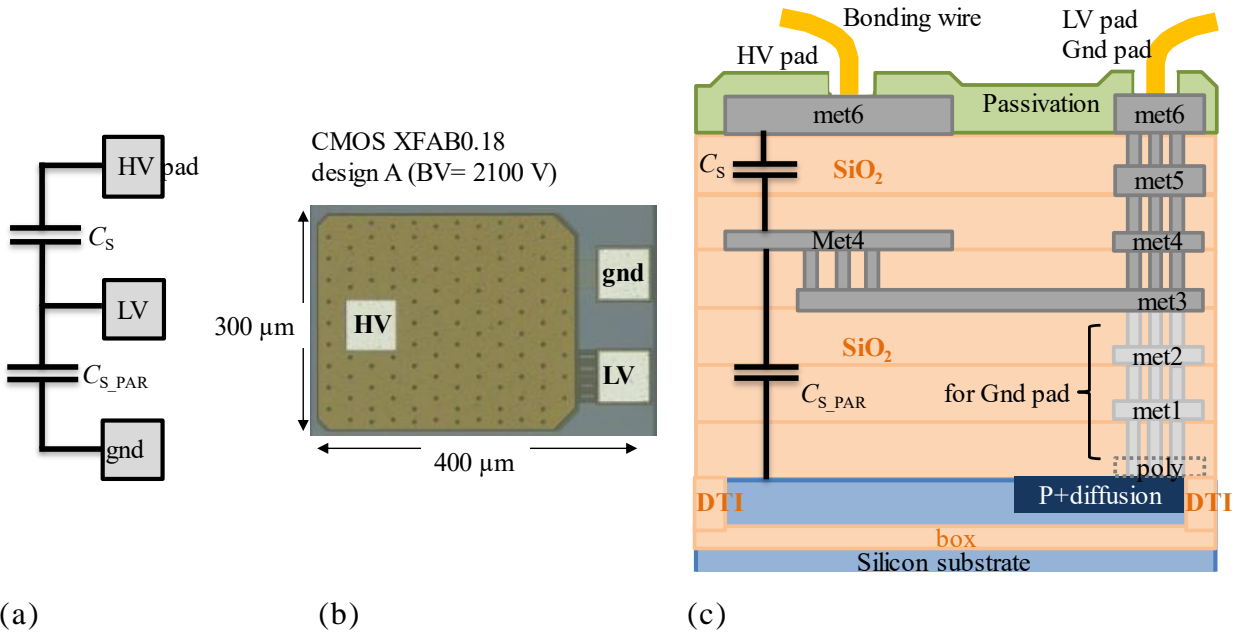 HV pad
C_S
LV
C_S_PAR
gnd
CMOS XFAB0.18
design A (BV= 2100 V)
300 µm
HV
gnd
LV
400 µm
Bonding wire
HV pad
LV pad
Gnd pad
met6
Passivation
met6
C_S
SiO₂
met5
Met4
met4
met3
SiO₂
met2
C_S_PAR
for Gnd pad
met1
poly
DTI
P+diffusion
DTI
box
Silicon substrate
(a)
(b)
(c)